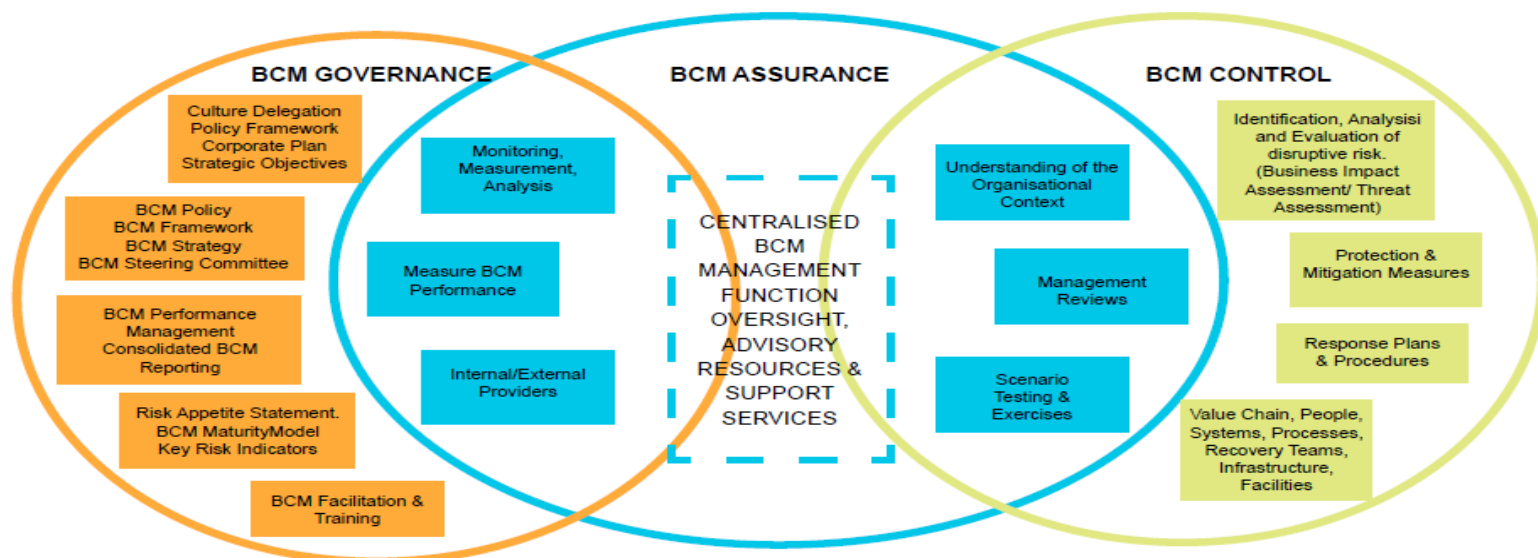 BCM GOVERNANCE
Culture Delegation
Policy Framework
Corporate Plan
Strategic Objectives
BCM Policy
BCM Framework
BCM Strategy
BCM Steering Committee
BCM Performance
Management
Consolidated BCM
Reporting
Risk Appetite Statement.
BCM MaturityModel
Key Risk Indicators
BCM Facilitation &
Training
BCM ASSURANCE
Monitoring,
Measurement,
Analysis
Measure BCM
Performance
Internal/External
Providers
CENTRALISED
BCM
MANAGEMENT
FUNCTION
OVERSIGHT,
ADVISORY
RESOURCES &
SUPPORT
SERVICES
Understanding of the
Organisational
Context
Management
Reviews
Scenario
Testing &
Exercises
BCM CONTROL
Identification, Analysisi
and Evaluation of
disruptive risk.
(Business Impact
Assessment/ Threat
Assessment)
Protection &
Mitigation Measures
Response Plans
& Procedures
Value Chain, People,
Systems, Processes,
Recovery Teams,
Infrastructure,
Facilities